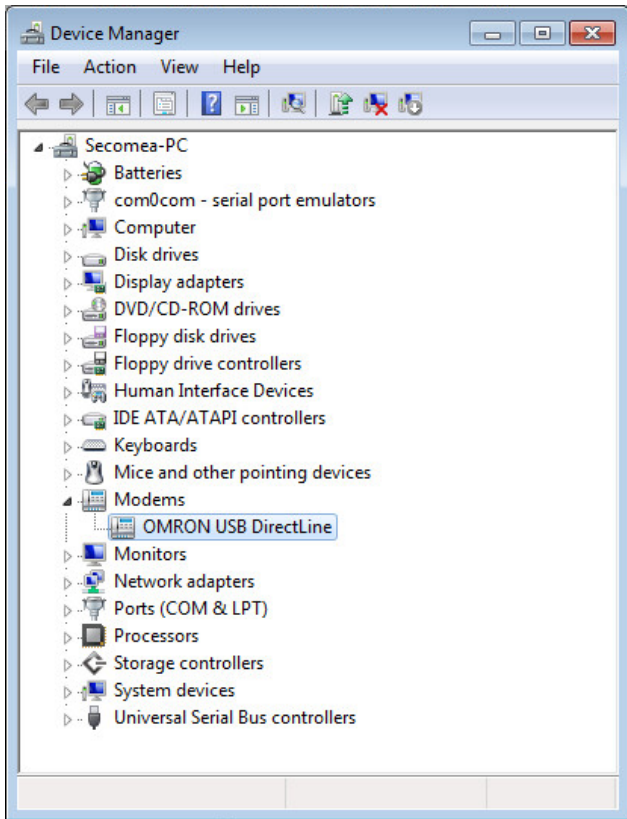 Device Manager
File Action View Help
Secomea-PC
Batteries
com0com - serial port emulators
Computer
Disk drives
Display adapters
DVD/CD-ROM drives
Floppy disk drives
Floppy drive controllers
Human Interface Devices
IDE ATA/ATAPI controllers
Keyboards
Mice and other pointing devices
Modems
OMRON USB DirectLine
Monitors
Network adapters
Ports (COM & LPT)
Processors
Storage controllers
System devices
Universal Serial Bus controllers